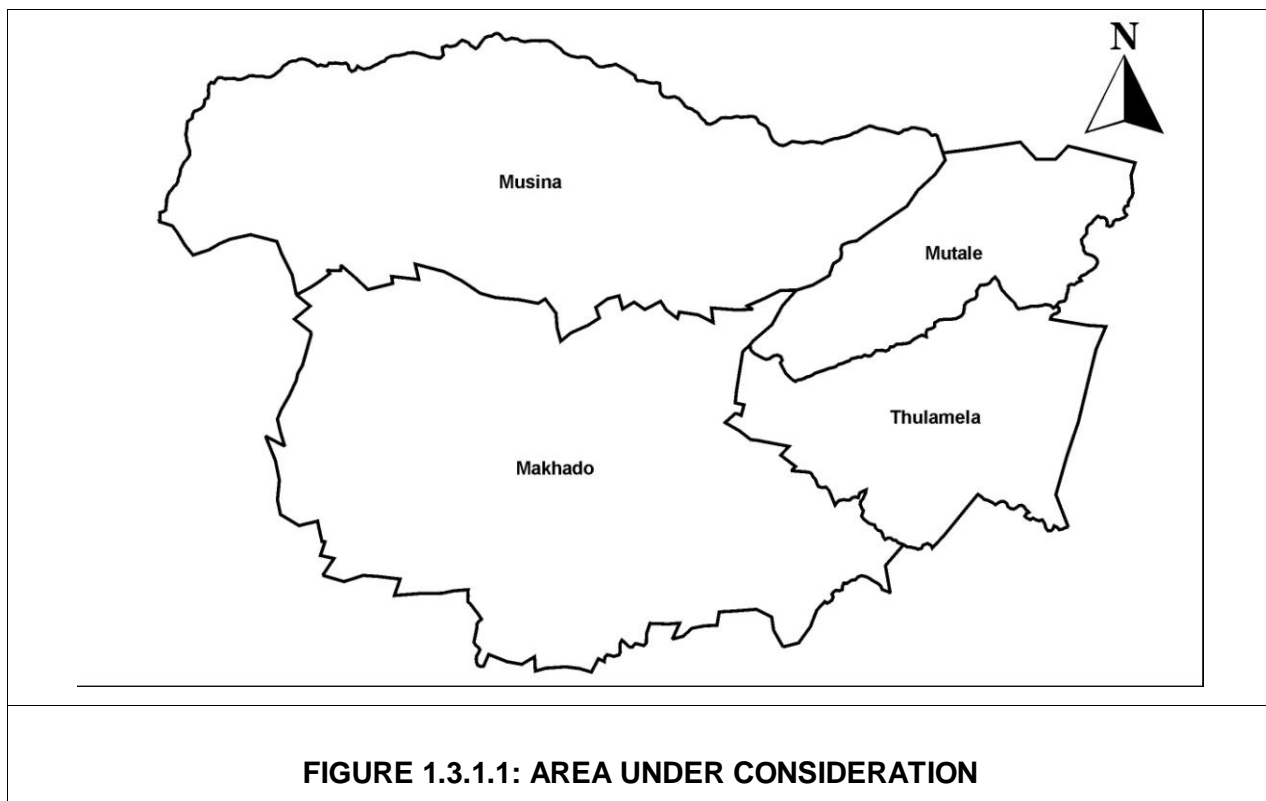 N
Musina
Mutale
Thulamela
Makhado
FIGURE 1.3.1.1: AREA UNDER CONSIDERATION